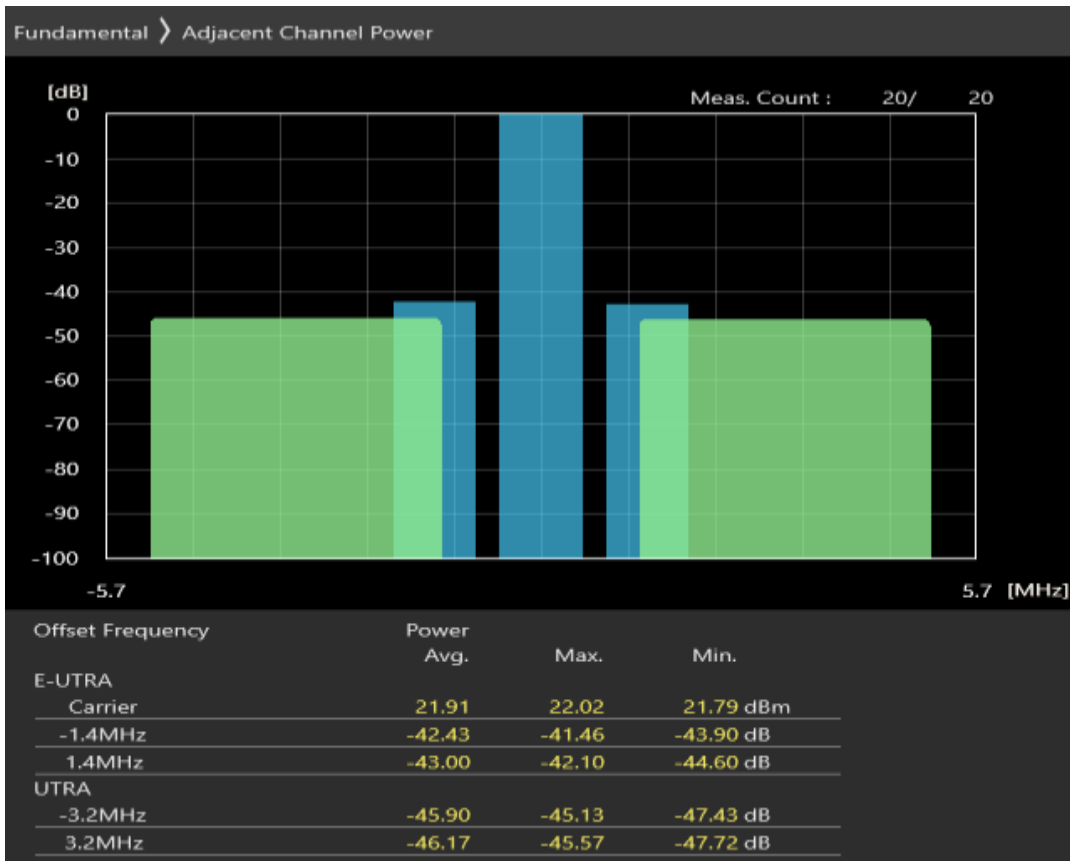 Fundamental 〉 Adjacent Channel Power
[dB]
Meas. Count : 20/ 20
0
-10
-20
-30
-40
-50
-60
-70
-80
-90
-100
-5.7 5.7 [MHz]
Offset Frequency Power
Avg. Max. Min.
E-UTRA
Carrier 21.91 22.02 21.79 dBm
-1.4MHz -42.43 -41.46 -43.90 dB
1.4MHz -43.00 -42.10 -44.60 dB
UTRA
-3.2MHz -45.90 -45.13 -47.43 dB
3.2MHz -46.17 -45.57 -47.72 dB